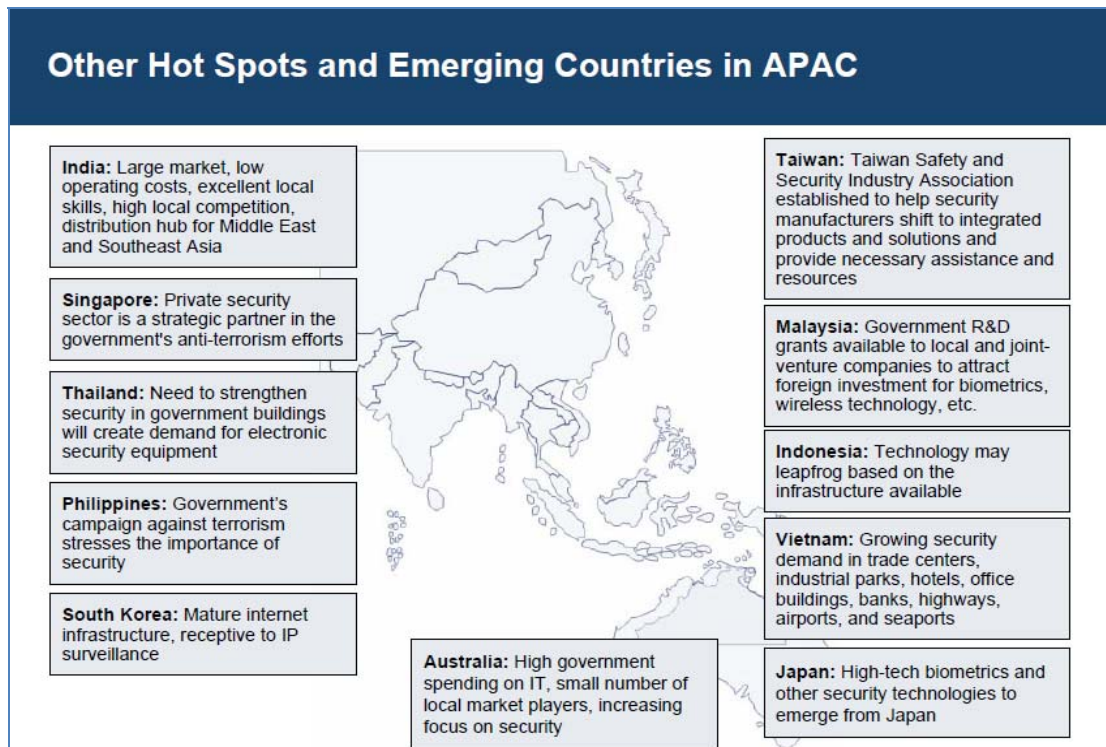 Other Hot Spots and Emerging Countries in APAC
India: Large market, low
operating costs, excellent local
skills, high local competition,
distribution hub for Middle East
and Southeast Asia
Singapore: Private security
sector is a strategic partner in the
government's anti-terrorism efforts
Thailand: Need to strengthen
security in government buildings
will create demand for electronic
security equipment
Philippines: Government’s
campaign against terrorism
stresses the importance of
security
South Korea: Mature internet
infrastructure, receptive to IP
surveillance
Australia: High government
spending on IT, small number of
local market players, increasing
focus on security
Taiwan: Taiwan Safety and
Security Industry Association
established to help security
manufacturers shift to integrated
products and solutions and
provide necessary assistance and
resources
Malaysia: Government R&D
grants available to local and joint-
venture companies to attract
foreign investment for biometrics,
wireless technology, etc.
Indonesia: Technology may
leapfrog based on the
infrastructure available
Vietnam: Growing security
demand in trade centers,
industrial parks, hotels, office
buildings, banks, highways,
airports, and seaports
Japan: High-tech biometrics and
other security technologies to
emerge from Japan